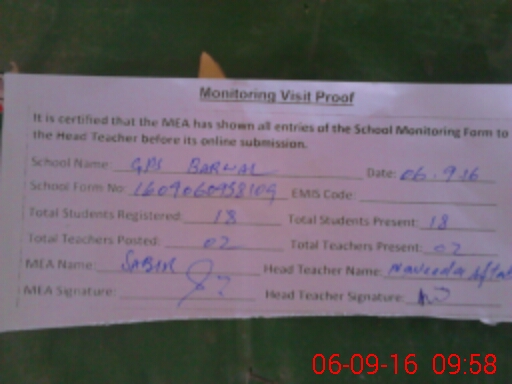 Monitoring Visit Proof
It is certified that the MEA has shown all entries of the School Monitoring Form to
the Head Teacher before its online submission.
School Name: GPS BARWAL Date: 06.9.16
School Form No: 1609060958109 EMIS Code:
Total Students Registered: 18 Total Students Present: 18
Total Teachers Posted: 02 Total Teachers Present: 02
MEA Name: SABIR Head Teacher Name: Naveeda Aftab
MEA Signature: Head Teacher Signature:
06-09-16 09:58